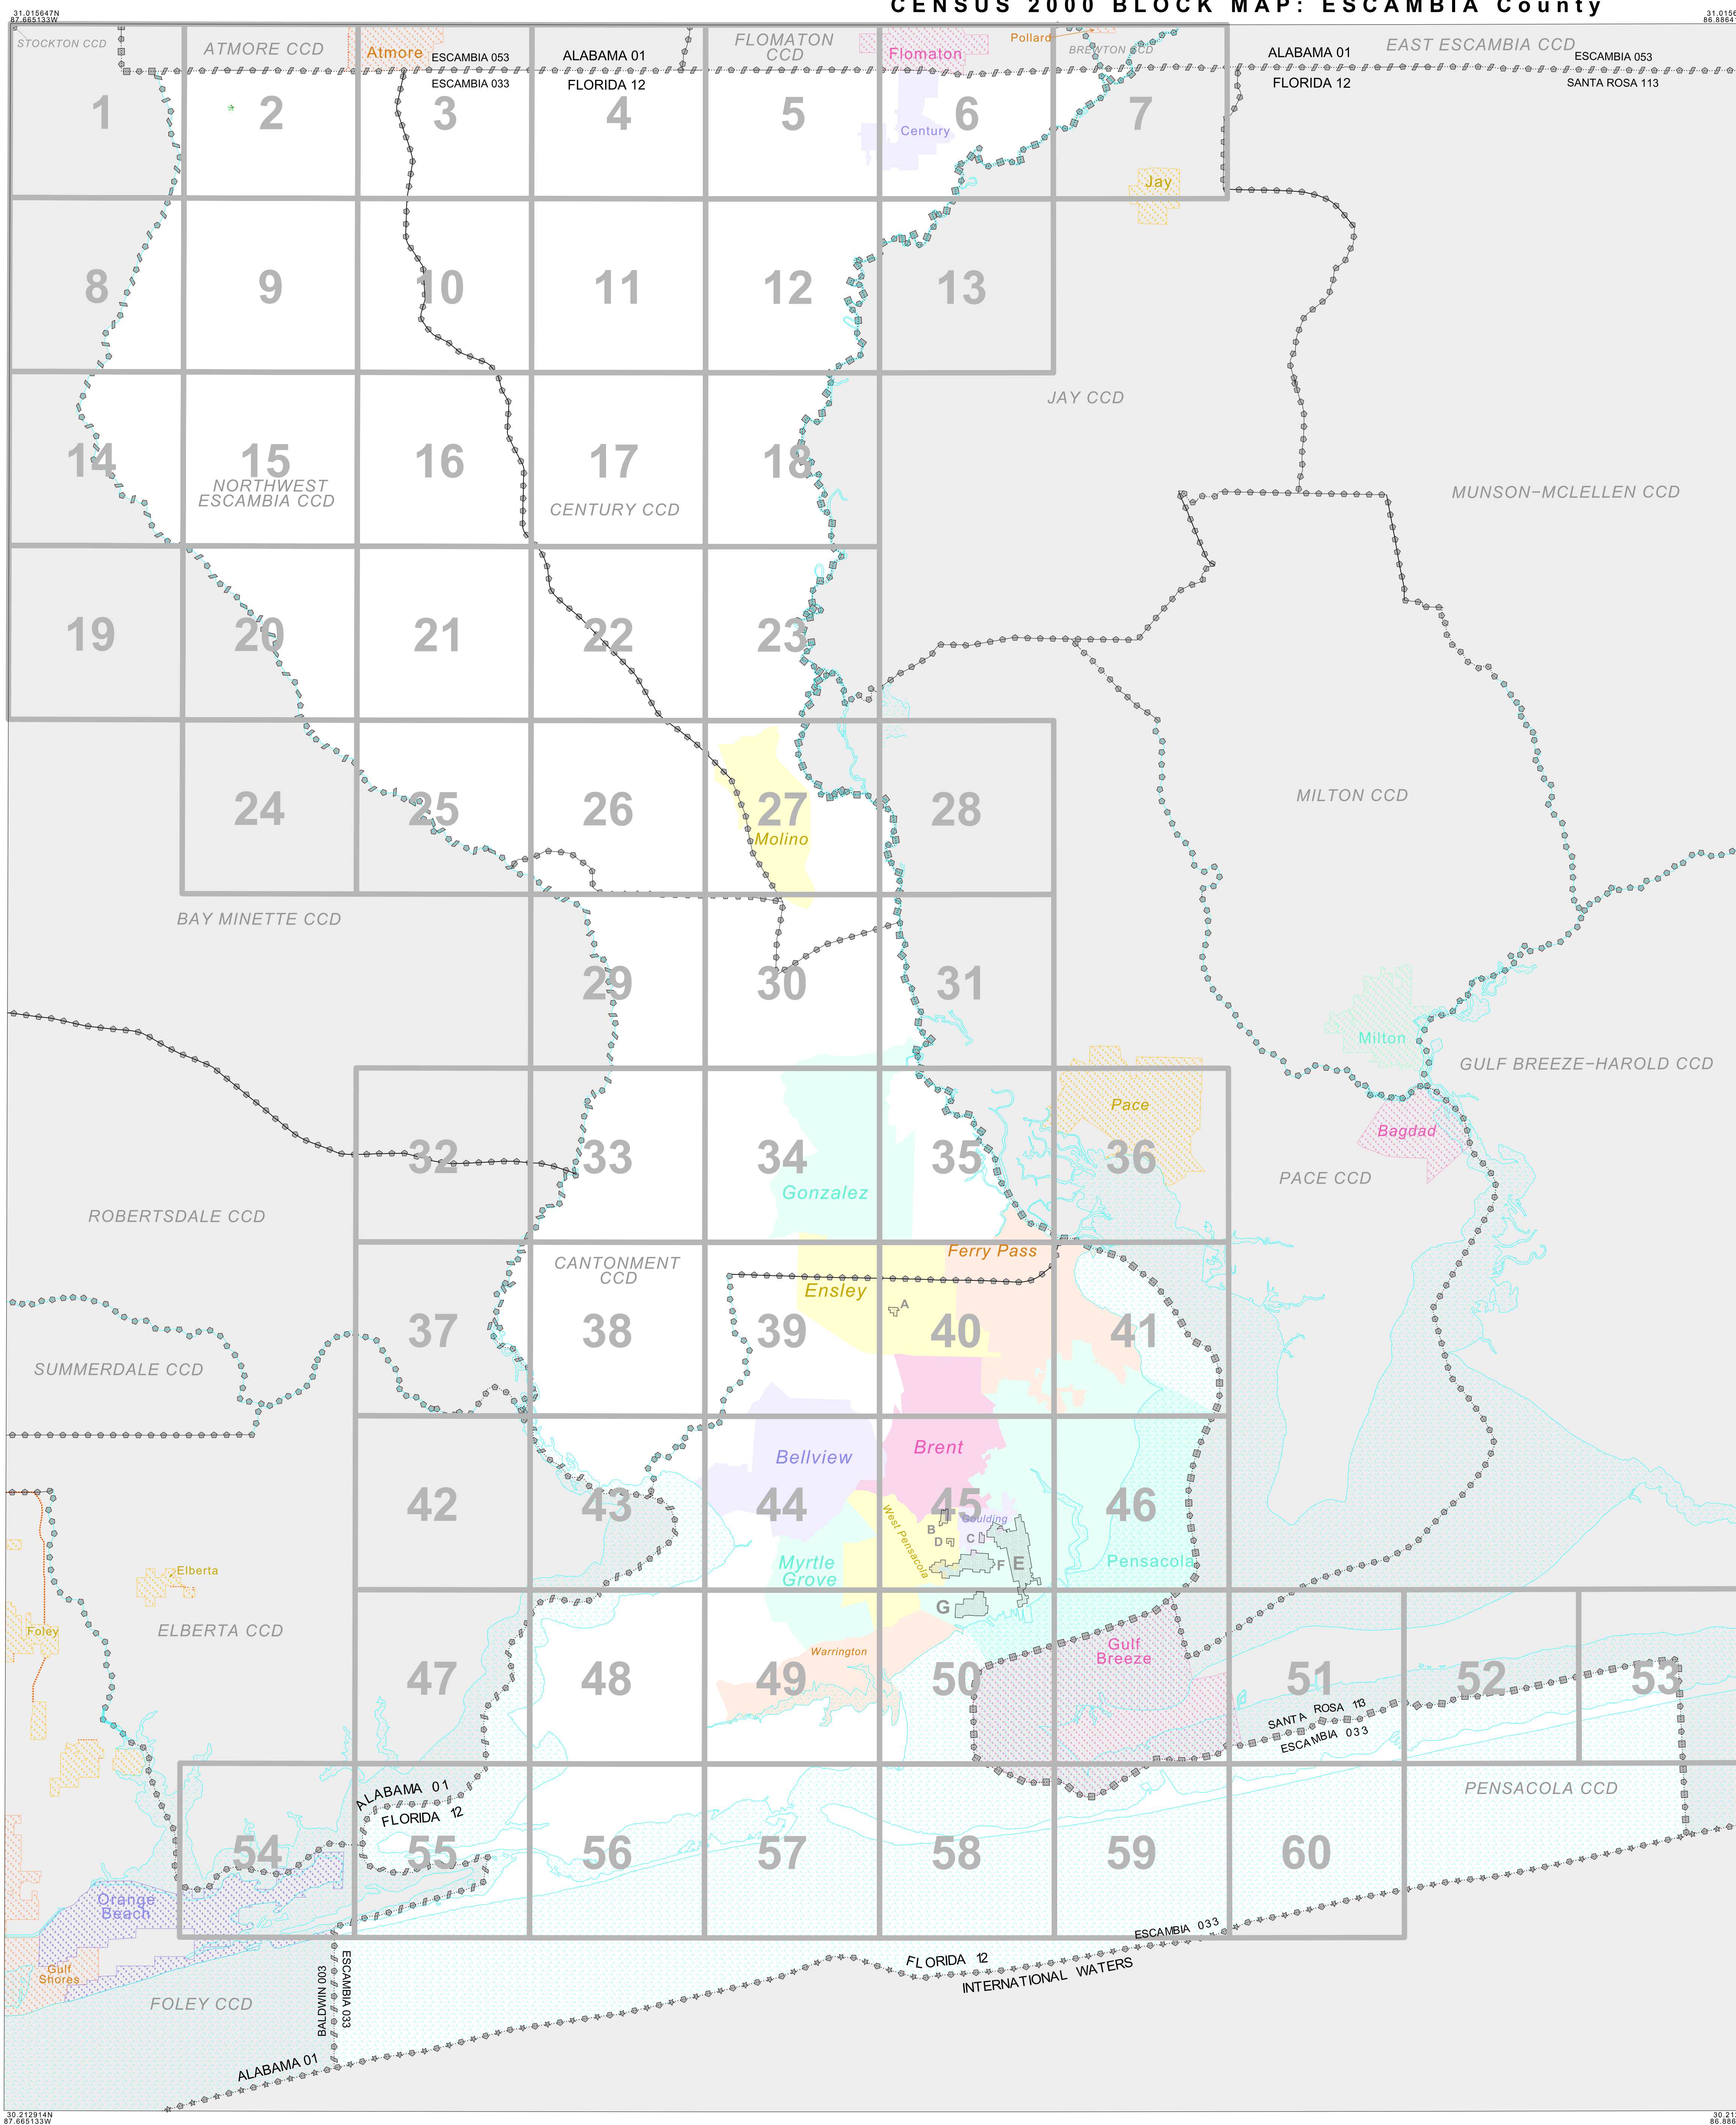 CENSUS 2000 BLOCK MAP: ESCAMBIA County
31.015647N
87.665133W
STOCKTON CCD
ATMORE CCD
Atmore
ESCAMBIA 053
ESCAMBIA 033
ALABAMA 01
FLORIDA 12
FLOMATON
CCD
Flomaton
Pollard
BREWTON CCD
ALABAMA 01
FLORIDA 12
EAST ESCAMBIA CCD
ESCAMBIA 053
SANTA ROSA 113
1
2
3
4
5
6
7
Century
Jay
8
9
10
11
12
13
JAY CCD
14
15
16
17
18
NORTHWEST
ESCAMBIA CCD
CENTURY CCD
MUNSON-MCLELLEN CCD
19
20
21
22
23
24
25
26
27
28
Molino
MILTON CCD
BAY MINETTE CCD
29
30
31
Milton
GULF BREEZE-HAROLD CCD
Pace
Bagdad
32
33
34
35
36
Gonzalez
PACE CCD
ROBERTSDALE CCD
CANTONMENT
CCD
Ferry Pass
Ensley
A
37
38
39
40
41
SUMMERDALE CCD
Bellview
Brent
42
43
44
45
46
West Pensacola
Goulding
B
C
D
E
F
Myrtle
Grove
Pensacola
Elberta
G
Foley
ELBERTA CCD
Warrington
Gulf
Breeze
47
48
49
50
51
52
53
SANTA ROSA 113
ESCAMBIA 033
PENSACOLA CCD
ALABAMA 01
FLORIDA 12
54
55
56
57
58
59
60
Orange
Beach
Gulf
Shores
FOLEY CCD
BALDWIN 003
ESCAMBIA 033
ESCAMBIA 033
FLORIDA 12
INTERNATIONAL WATERS
ALABAMA 01
30.212914N
87.665133W